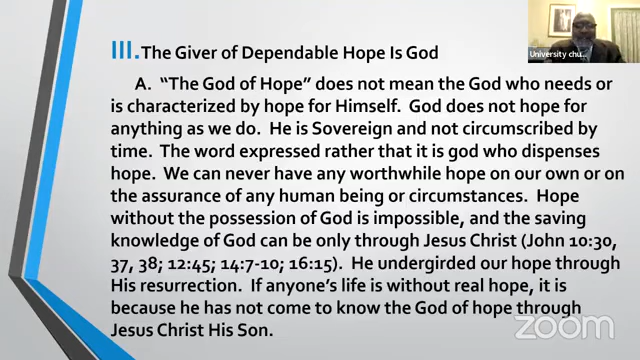 III. The Giver of Dependable Hope Is God
A. “The God of Hope” does not mean the God who needs or
is characterized by hope for Himself. God does not hope for
anything as we do. He is Sovereign and not circumscribed by
time. The word expressed rather that it is god who dispenses
hope. We can never have any worthwhile hope on our own or on
the assurance of any human being or circumstances. Hope
without the possession of God is impossible, and the saving
knowledge of God can be only through Jesus Christ (John 10:30,
37, 38; 12:45; 14:7-10; 16:15). He undergirded our hope through
His resurrection. If anyone’s life is without real hope, it is
because he has not come to know the God of hope through
Jesus Christ His Son.
University chu...
zoom